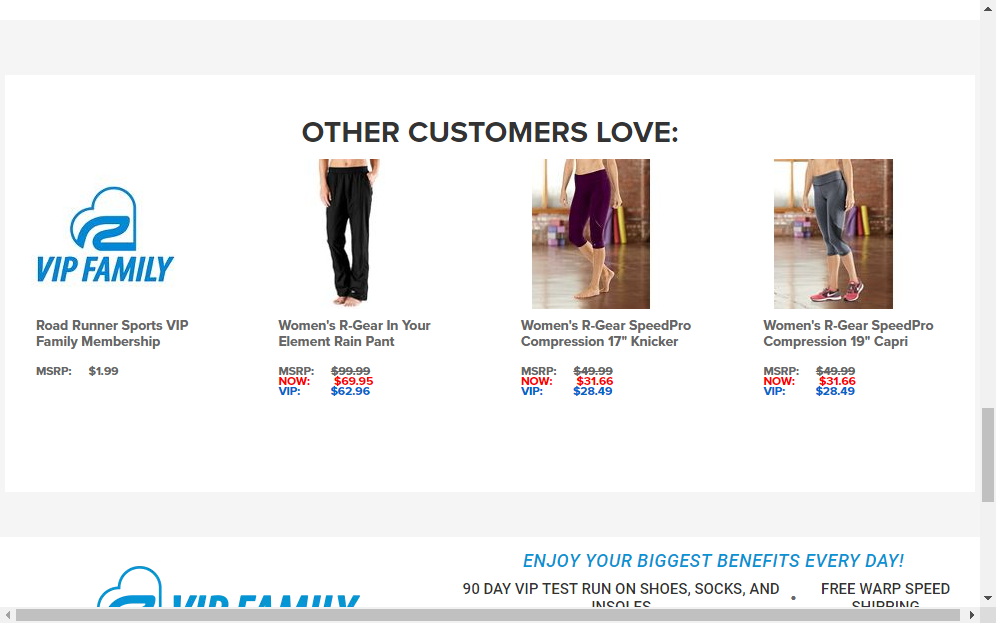 OTHER CUSTOMERS LOVE:
VIP FAMILY
Road Runner Sports VIP
Family Membership
MSRP: $1.99
Women's R-Gear In Your
Element Rain Pant
MSRP: $99.99
NOW: $69.95
VIP: $62.96
Women's R-Gear SpeedPro
Compression 17" Knicker
MSRP: $49.99
NOW: $31.66
VIP: $28.49
Women's R-Gear SpeedPro
Compression 19" Capri
MSRP: $49.99
NOW: $31.66
VIP: $28.49
VIP FAMILY
ENJOY YOUR BIGGEST BENEFITS EVERY DAY!
90 DAY VIP TEST RUN ON SHOES, SOCKS, AND
INSOLES
•
FREE WARP SPEED
SHIPPING